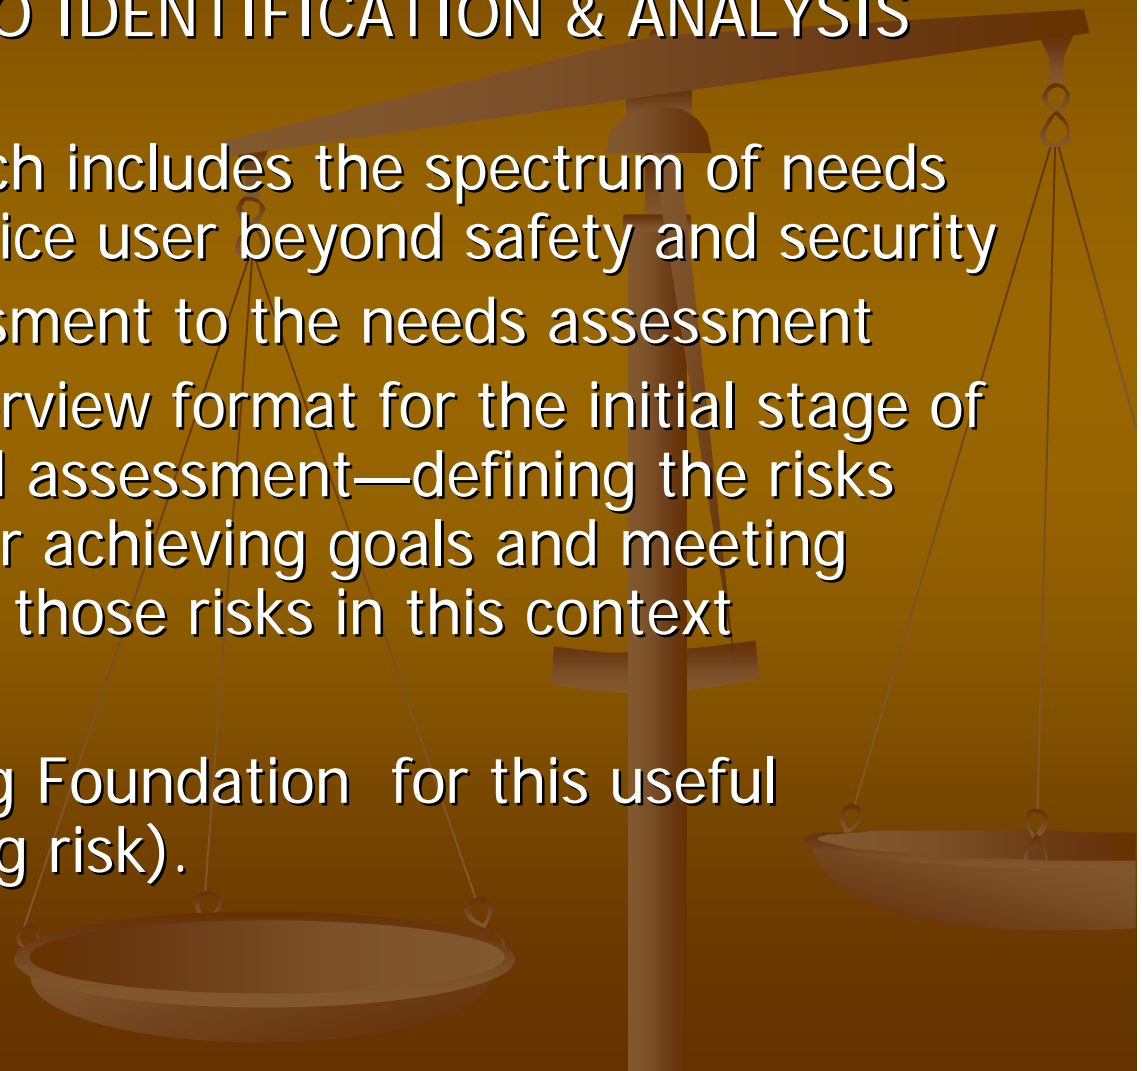 O IDENTIFICATION & ANALYSIS
ch includes the spectrum of needs
ice user beyond safety and security
sment to the needs assessment
rview format for the initial stage of
l assessment—defining the risks
r achieving goals and meeting
those risks in this context
g Foundation  for this useful
g risk).